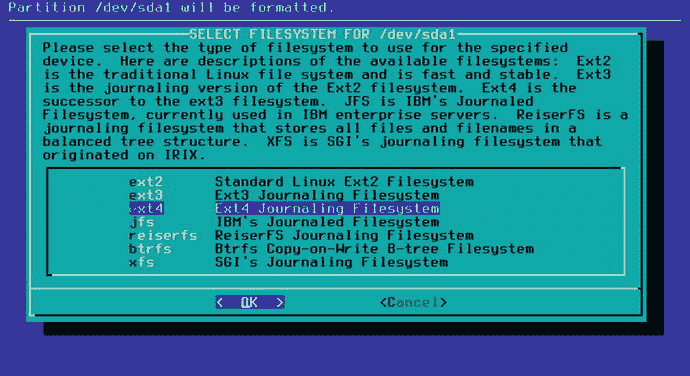 Partition /dev/sda1 will be formatted.
SELECT FILESYSTEM FOR /dev/sda1
Please select the type of filesystem to use for the specified
device.  Here are descriptions of the available filesystems:  Ext2
is the traditional Linux file system and is fast and stable.  Ext3
is the journaling version of the Ext2 filesystem.  Ext4 is the
successor to the ext3 filesystem.  JFS is IBM's Journaled
Filesystem, currently used in IBM enterprise servers.  ReiserFS is a
journaling filesystem that stores all files and filenames in a
balanced tree structure.  XFS is SGI's journaling filesystem that
originated on IRIX.
ext2 Standard Linux Ext2 Filesystem
ext3 Ext3 Journaling Filesystem
ext4 Ext4 Journaling Filesystem
jfs IBM's Journaled Filesystem
reiserfs ReiserFS Journaling Filesystem
btrfs Btrfs Copy-on-Write B-tree Filesystem
xfs SGI's Journaling Filesystem
<  OK  > <Cancel>